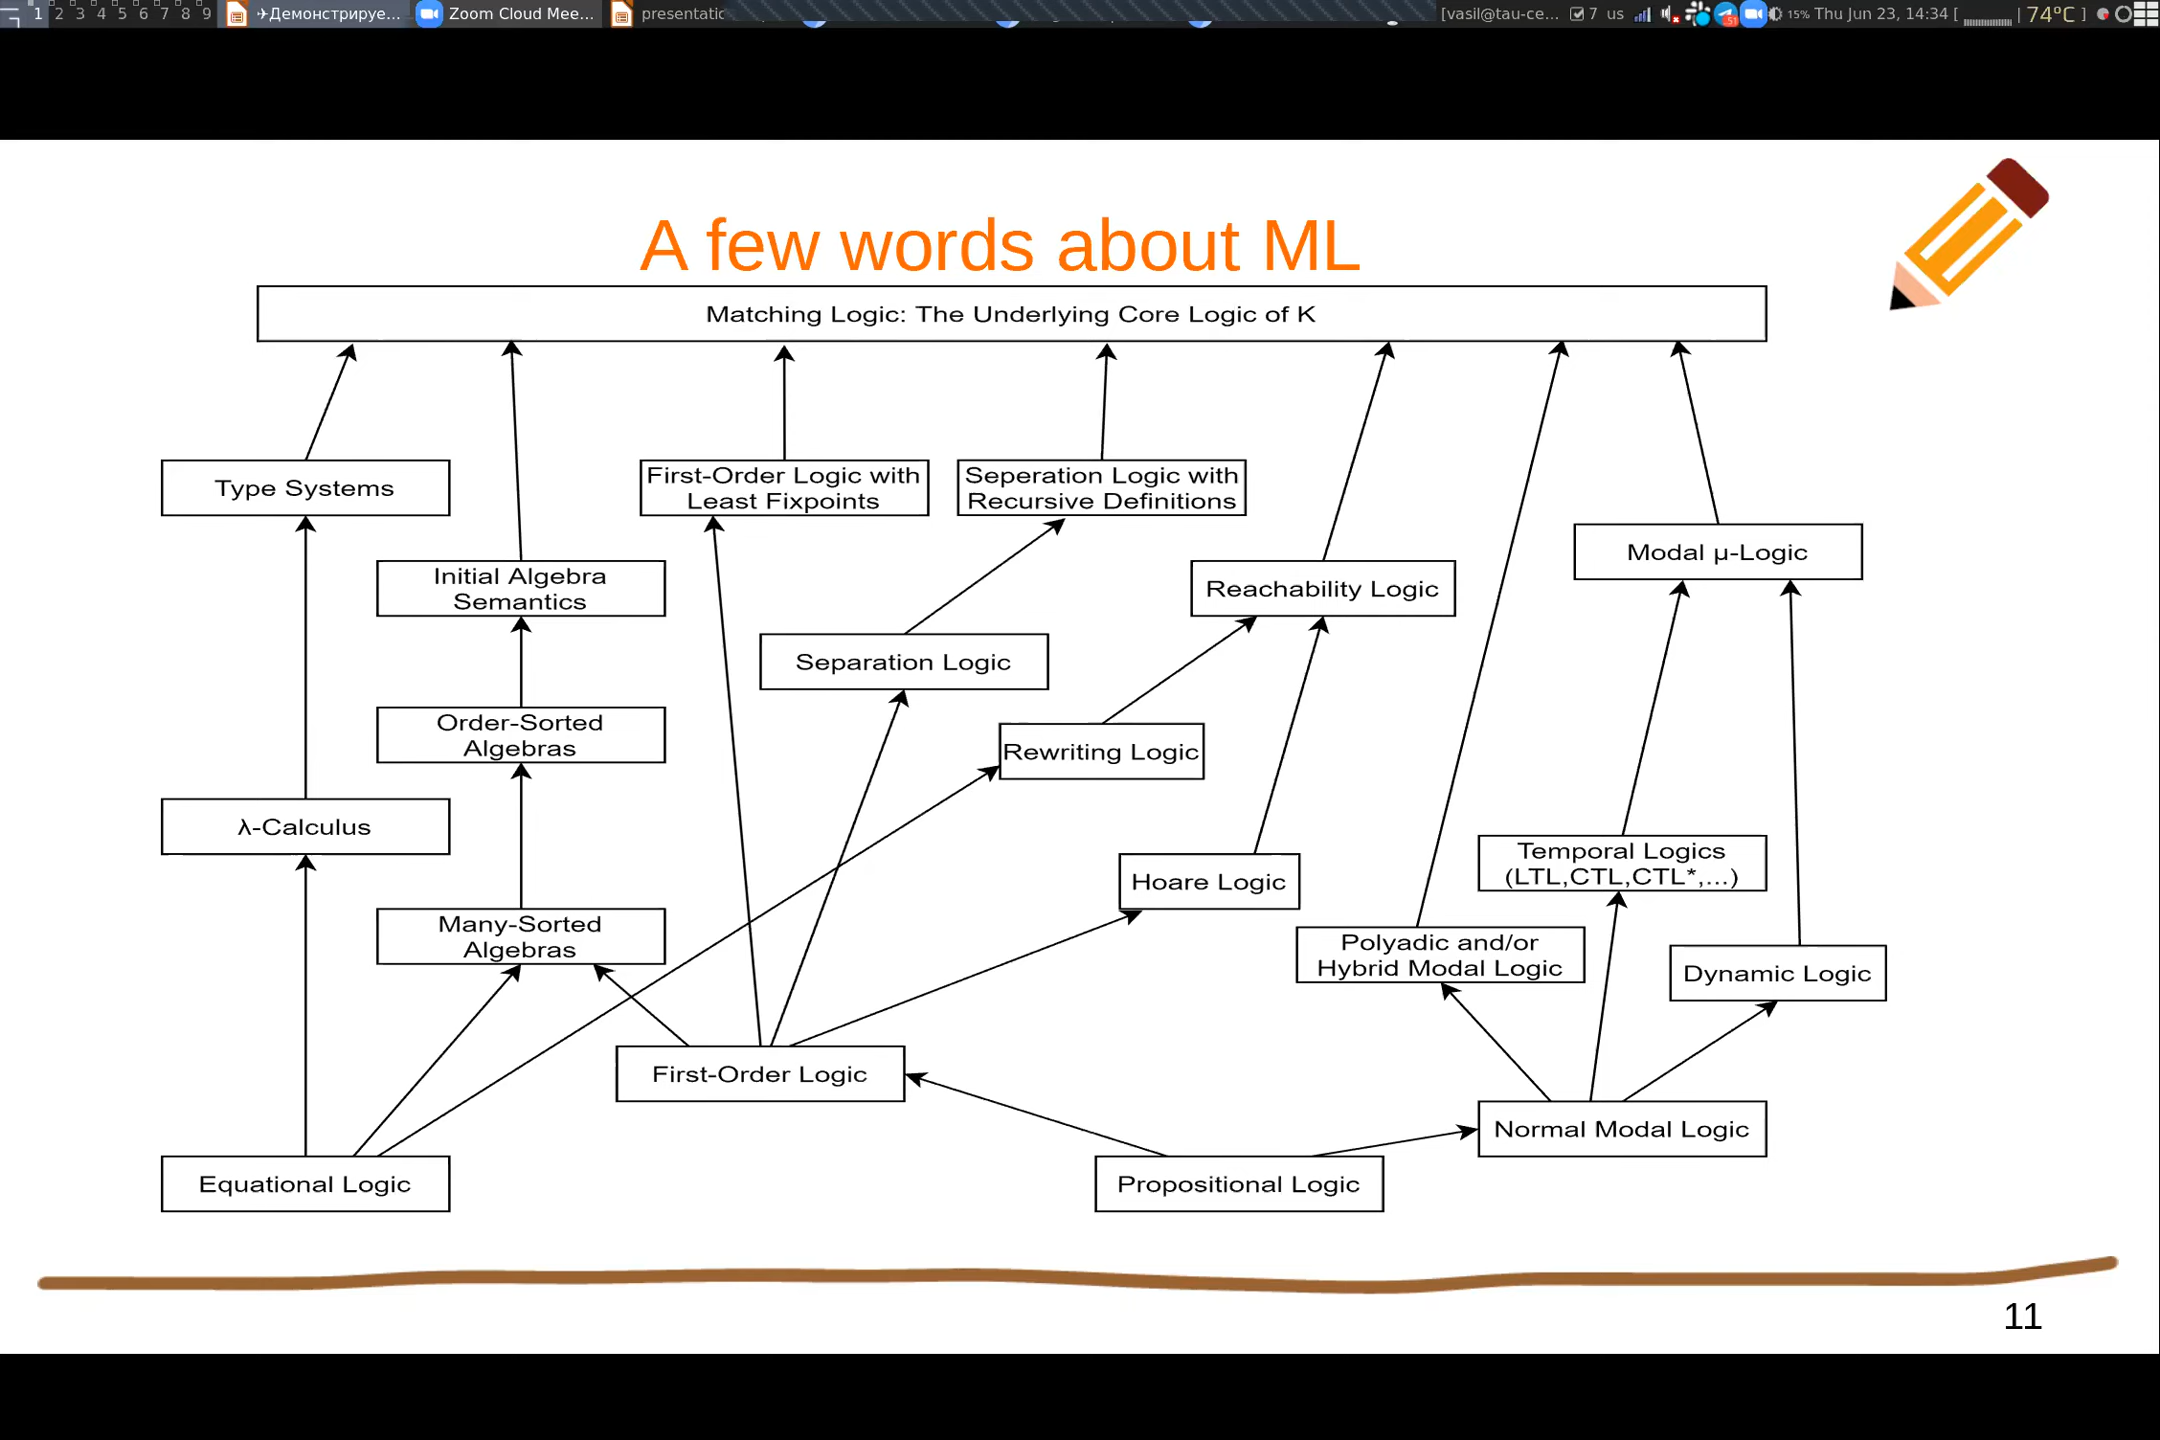 1 2 3 4 5 6 7 8 9 ✈Демонстрируе... Zoom Cloud Mee... presentatic [vasil@tau-ce... 7 us 15% Thu Jun 23, 14:34 [ | 74°C ]
A few words about ML
Matching Logic: The Underlying Core Logic of K
Type Systems
First-Order Logic with
Least Fixpoints
Seperation Logic with
Recursive Definitions
Modal μ-Logic
Initial Algebra
Semantics
Reachability Logic
Separation Logic
Order-Sorted
Algebras
Rewriting Logic
λ-Calculus
Temporal Logics
(LTL,CTL,CTL*,...)
Hoare Logic
Many-Sorted
Algebras
Polyadic and/or
Hybrid Modal Logic
Dynamic Logic
First-Order Logic
Normal Modal Logic
Equational Logic
Propositional Logic
11